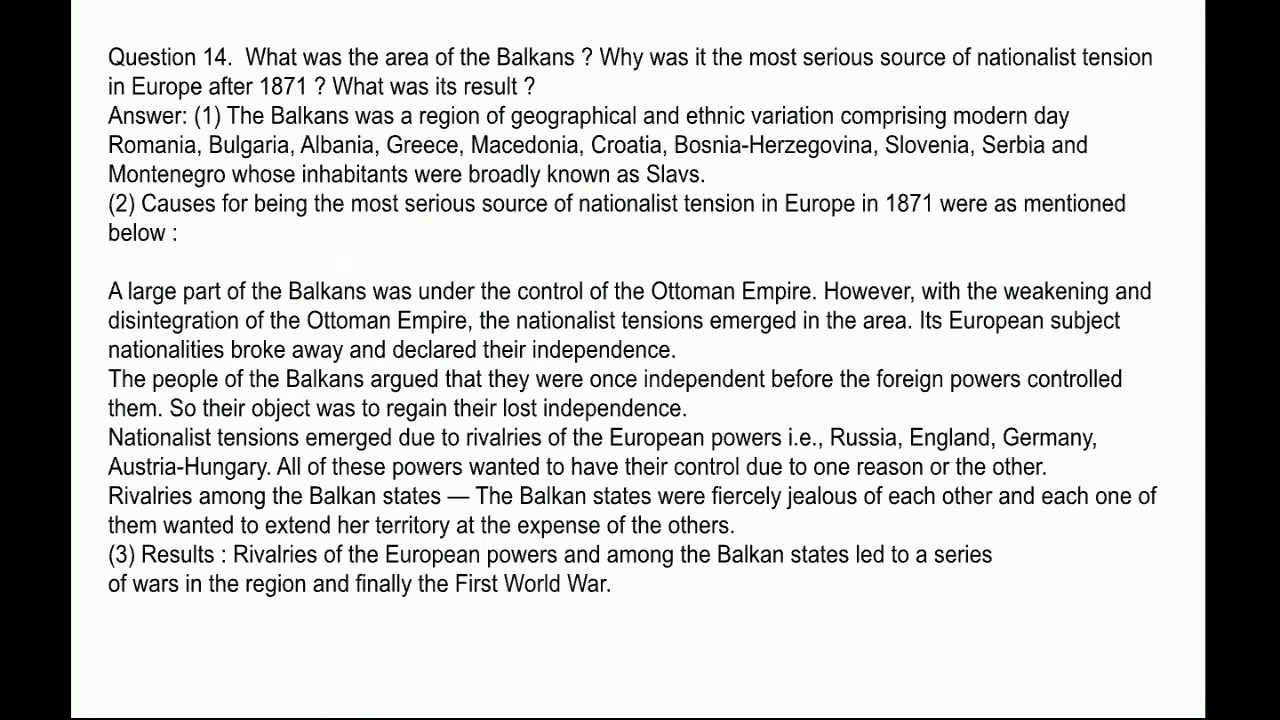 Question 14.  What was the area of the Balkans ? Why was it the most serious source of nationalist tension
in Europe after 1871 ? What was its result ?
Answer: (1) The Balkans was a region of geographical and ethnic variation comprising modern day
Romania, Bulgaria, Albania, Greece, Macedonia, Croatia, Bosnia-Herzegovina, Slovenia, Serbia and
Montenegro whose inhabitants were broadly known as Slavs.
(2) Causes for being the most serious source of nationalist tension in Europe in 1871 were as mentioned
below :
A large part of the Balkans was under the control of the Ottoman Empire. However, with the weakening and
disintegration of the Ottoman Empire, the nationalist tensions emerged in the area. Its European subject
nationalities broke away and declared their independence.
The people of the Balkans argued that they were once independent before the foreign powers controlled
them. So their object was to regain their lost independence.
Nationalist tensions emerged due to rivalries of the European powers i.e., Russia, England, Germany,
Austria-Hungary. All of these powers wanted to have their control due to one reason or the other.
Rivalries among the Balkan states — The Balkan states were fiercely jealous of each other and each one of
them wanted to extend her territory at the expense of the others.
(3) Results : Rivalries of the European powers and among the Balkan states led to a series
of wars in the region and finally the First World War.